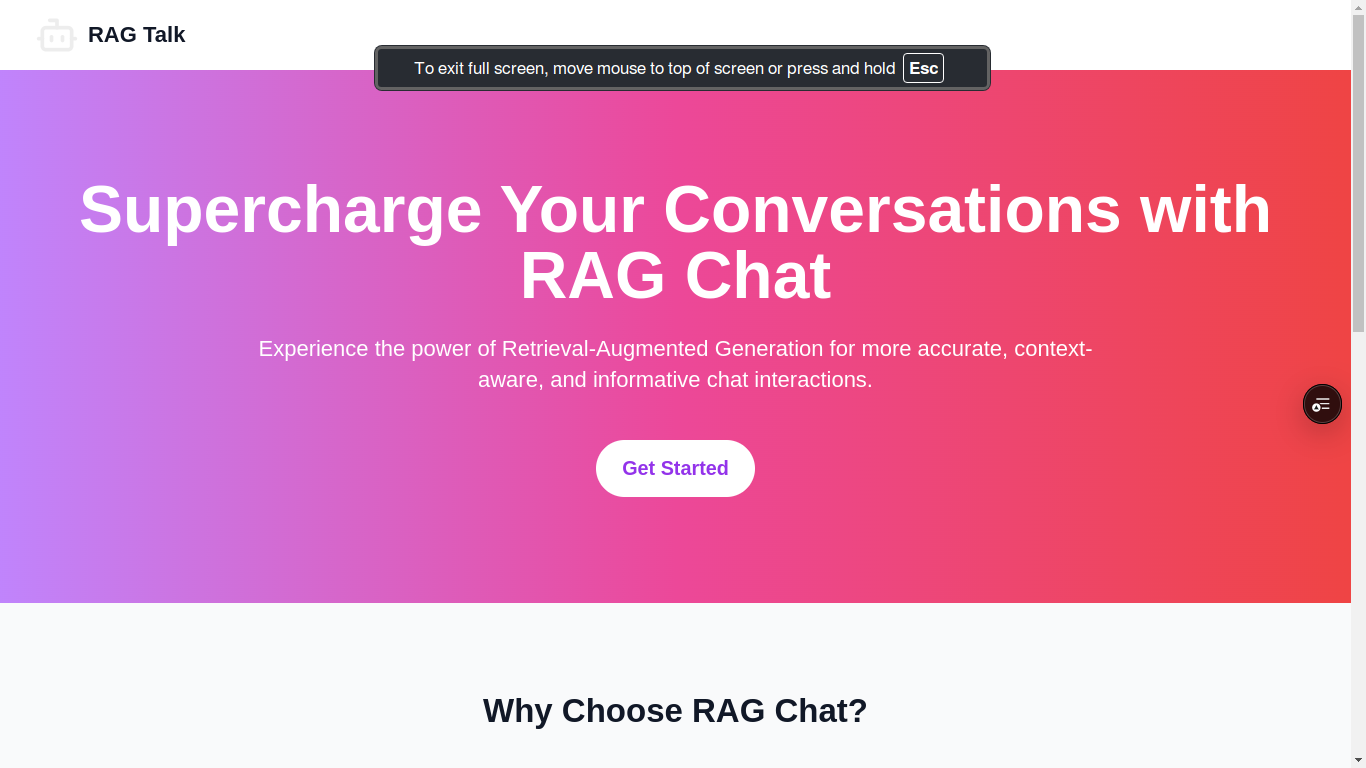 RAG Talk
To exit full screen, move mouse to top of screen or press and hold Esc
Supercharge Your Conversations with
RAG Chat
Experience the power of Retrieval-Augmented Generation for more accurate, context-
aware, and informative chat interactions.
Get Started
Why Choose RAG Chat?